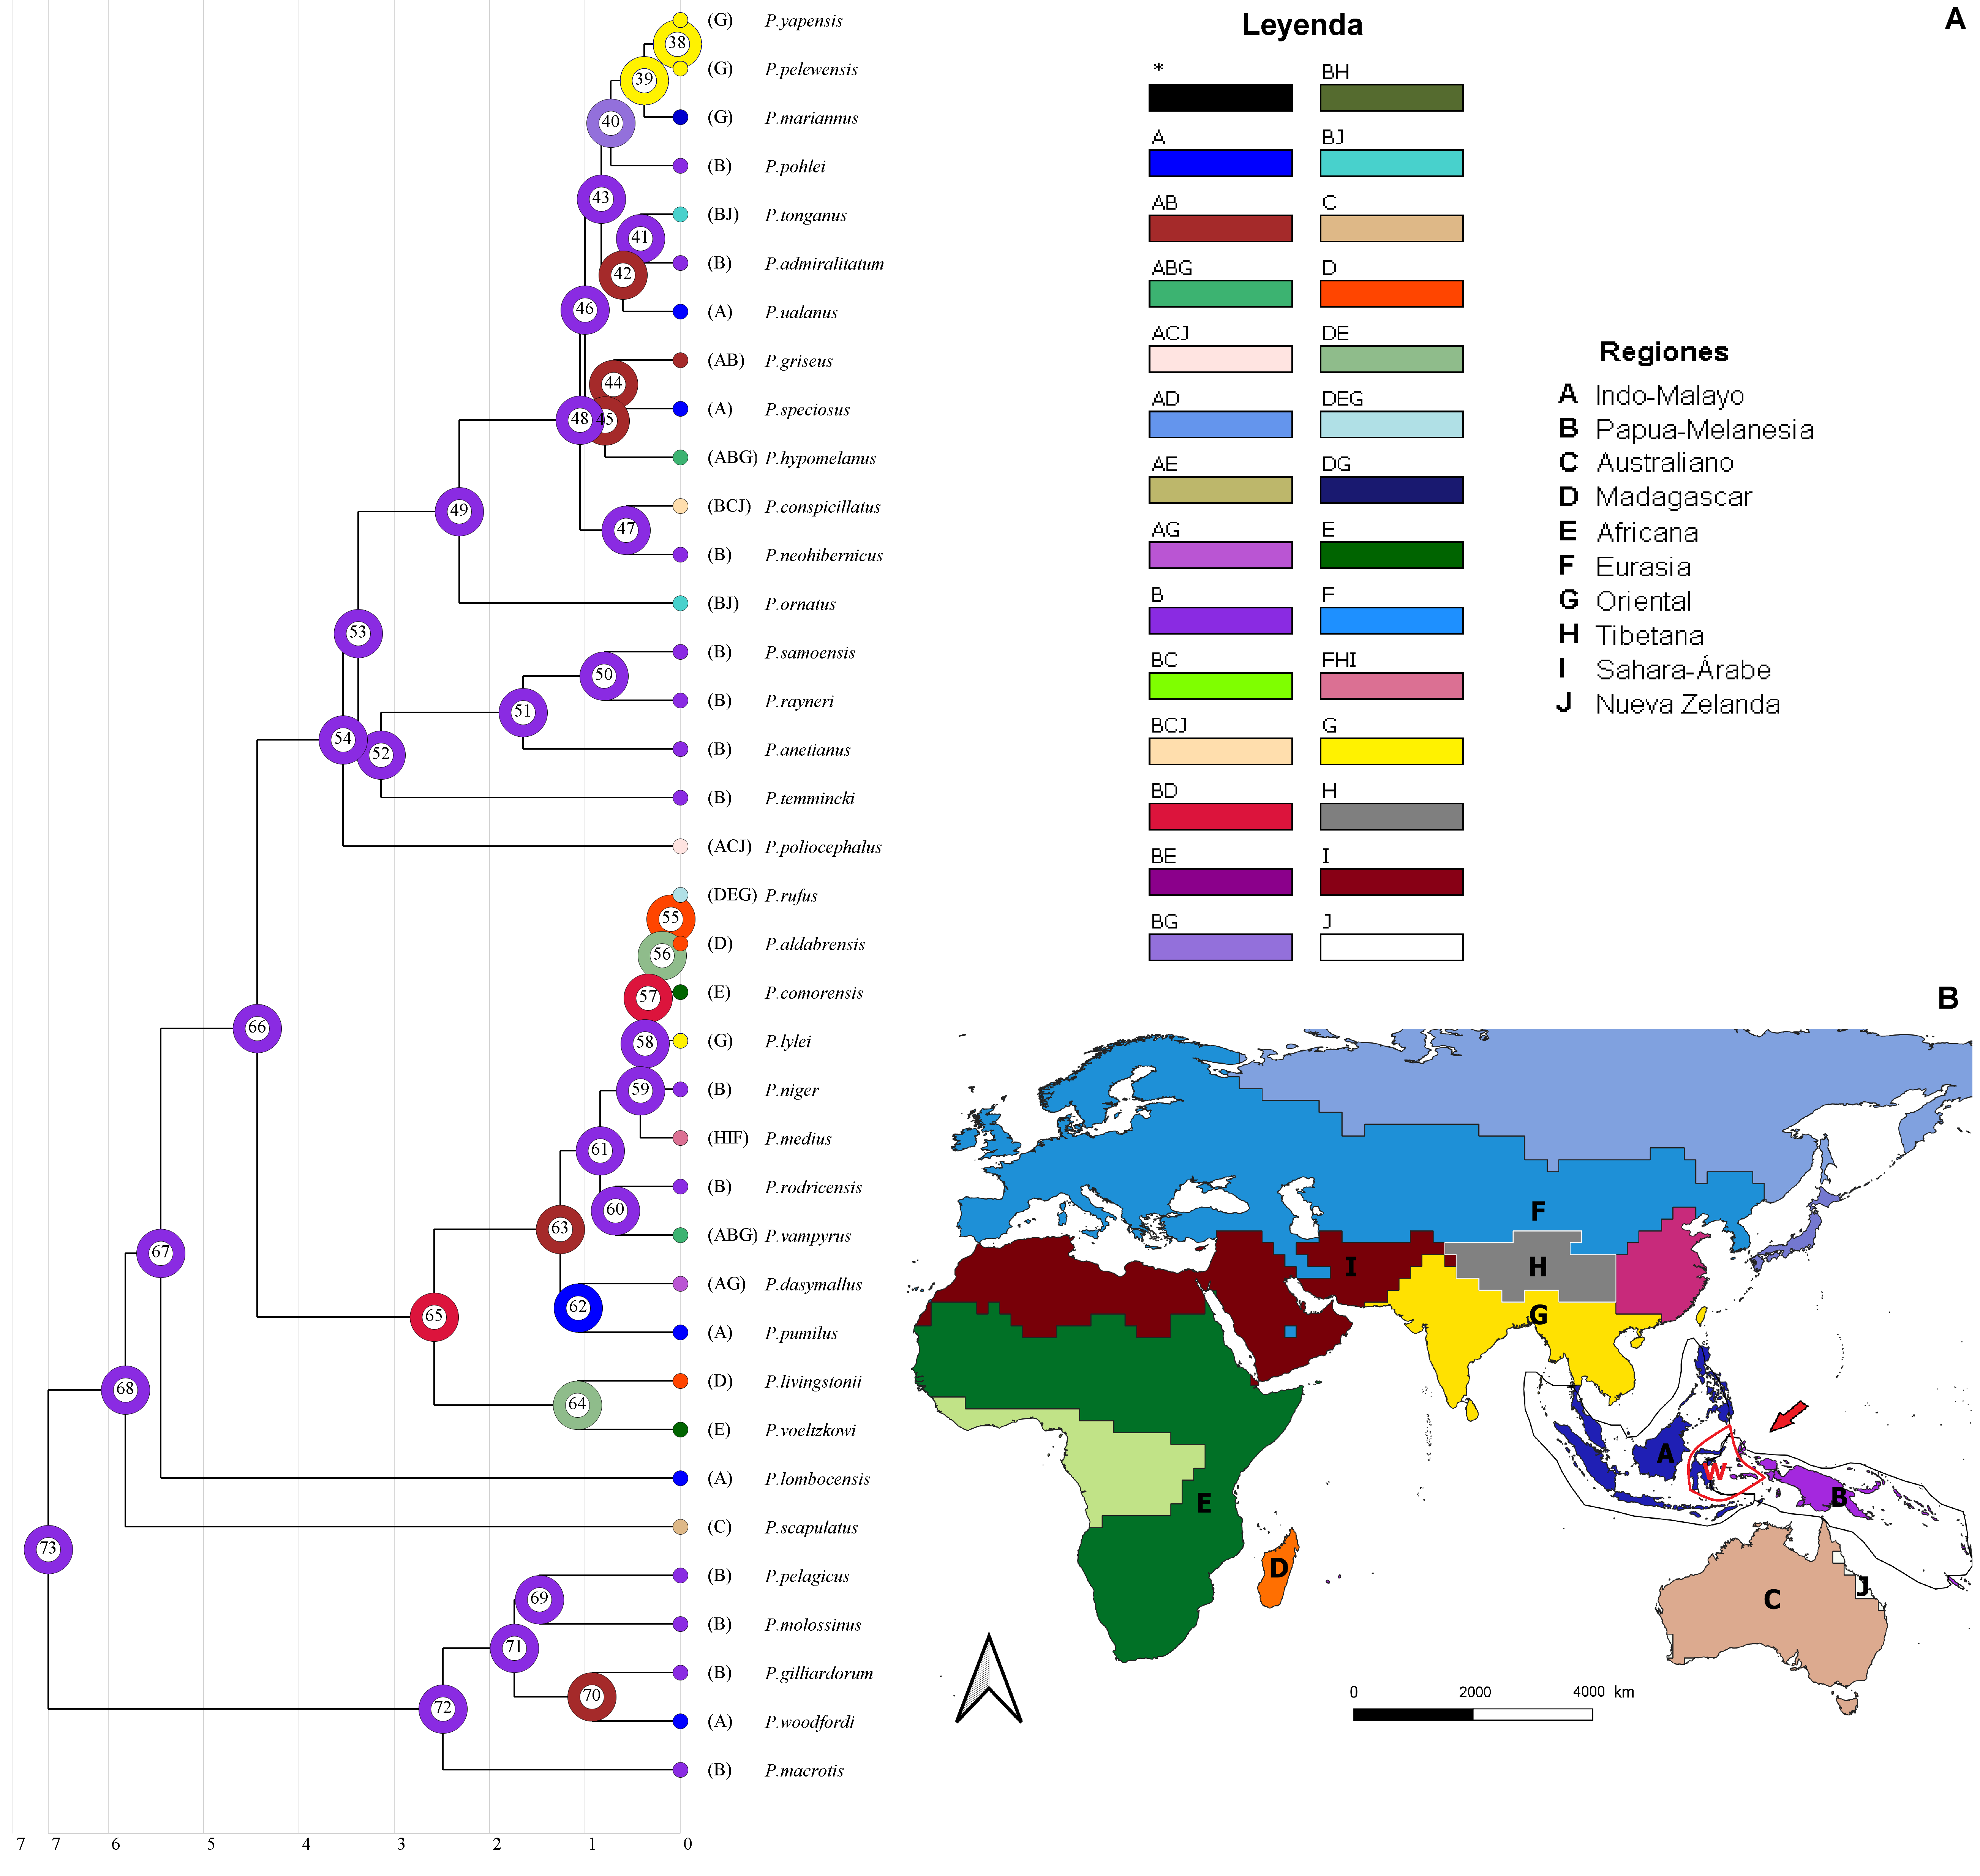 A
Leyenda
(G) P.yapensis
38
(G) P.pelewensis
39
(G) P.mariannus
40
(B) P.pohlei
43
(BJ) P.tonganus
41
(B) P.admiralitatum
42
(A) P.ualanus
46
(AB) P.griseus
44
(A) P.speciosus
48 45
(ABG) P.hypomelanus
(BCJ) P.conspicillatus
49
47
(B) P.neohibernicus
(BJ) P.ornatus
53
(B) P.samoensis
50
(B) P.rayneri
51
(B) P.anetianus
54 52
(B) P.temmincki
(ACJ) P.poliocephalus
(DEG) P.rufus
55
(D) P.aldabrensis
56
(E) P.comorensis
57
66
(G) P.lylei
58
(B) P.niger
59
(HIF) P.medius
61
(B) P.rodricensis
60
(ABG) P.vampyrus
63
67
(AG) P.dasymallus
62
65
(A) P.pumilus
(D) P.livingstonii
68
64
(E) P.voeltzkowi
(A) P.lombocensis
(C) P.scapulatus
73
(B) P.pelagicus
69
(B) P.molossinus
71
(B) P.gilliardorum
70
72
(A) P.woodfordi
(B) P.macrotis
7 7 6 5 4 3 2 1 0
*
A
AB
ABG
ACJ
AD
AE
AG
B
BC
BCJ
BD
BE
BG
BH
BJ
C
D
DE
DEG
DG
E
F
FHI
G
H
I
J
Regiones
A Indo-Malayo
B Papua-Melanesia
C Australiano
D Madagascar
E Africana
F Eurasia
G Oriental
H Tibetana
I Sahara-Árabe
J Nueva Zelanda
B
F
I
H
G
A
W
B
E
D
J
C
0 2000 4000 km